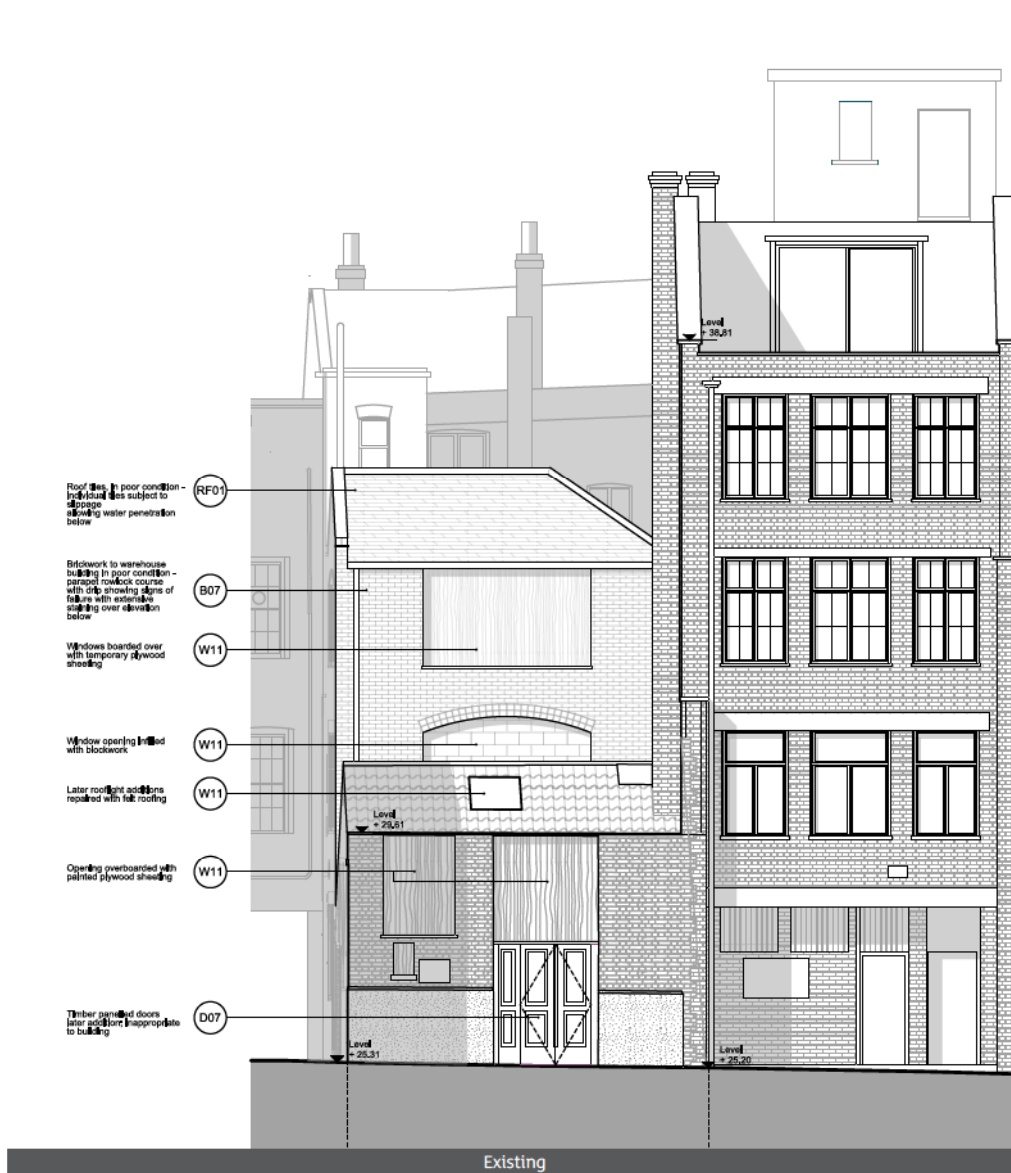 Level
+ 38.81
Roof tiles, in poor condition -
individual tiles subject to
slippage
allowing water penetration
below
RF01
Brickwork to warehouse
building in poor condition -
parapet rowlock course
with drip showing signs of
failure with extensive
staining over elevation
below
B07
Windows boarded over
with temporary plywood
sheeting
W11
Window opening infilled
with blockwork
W11
Later rooflight additions
repaired with felt roofing
W11
Level
+ 29.61
Opening overboarded with
painted plywood sheeting
W11
Timber panelled doors
later addition; inappropriate
to building
D07
Level
+ 25.31
Level
+ 25.20
Existing